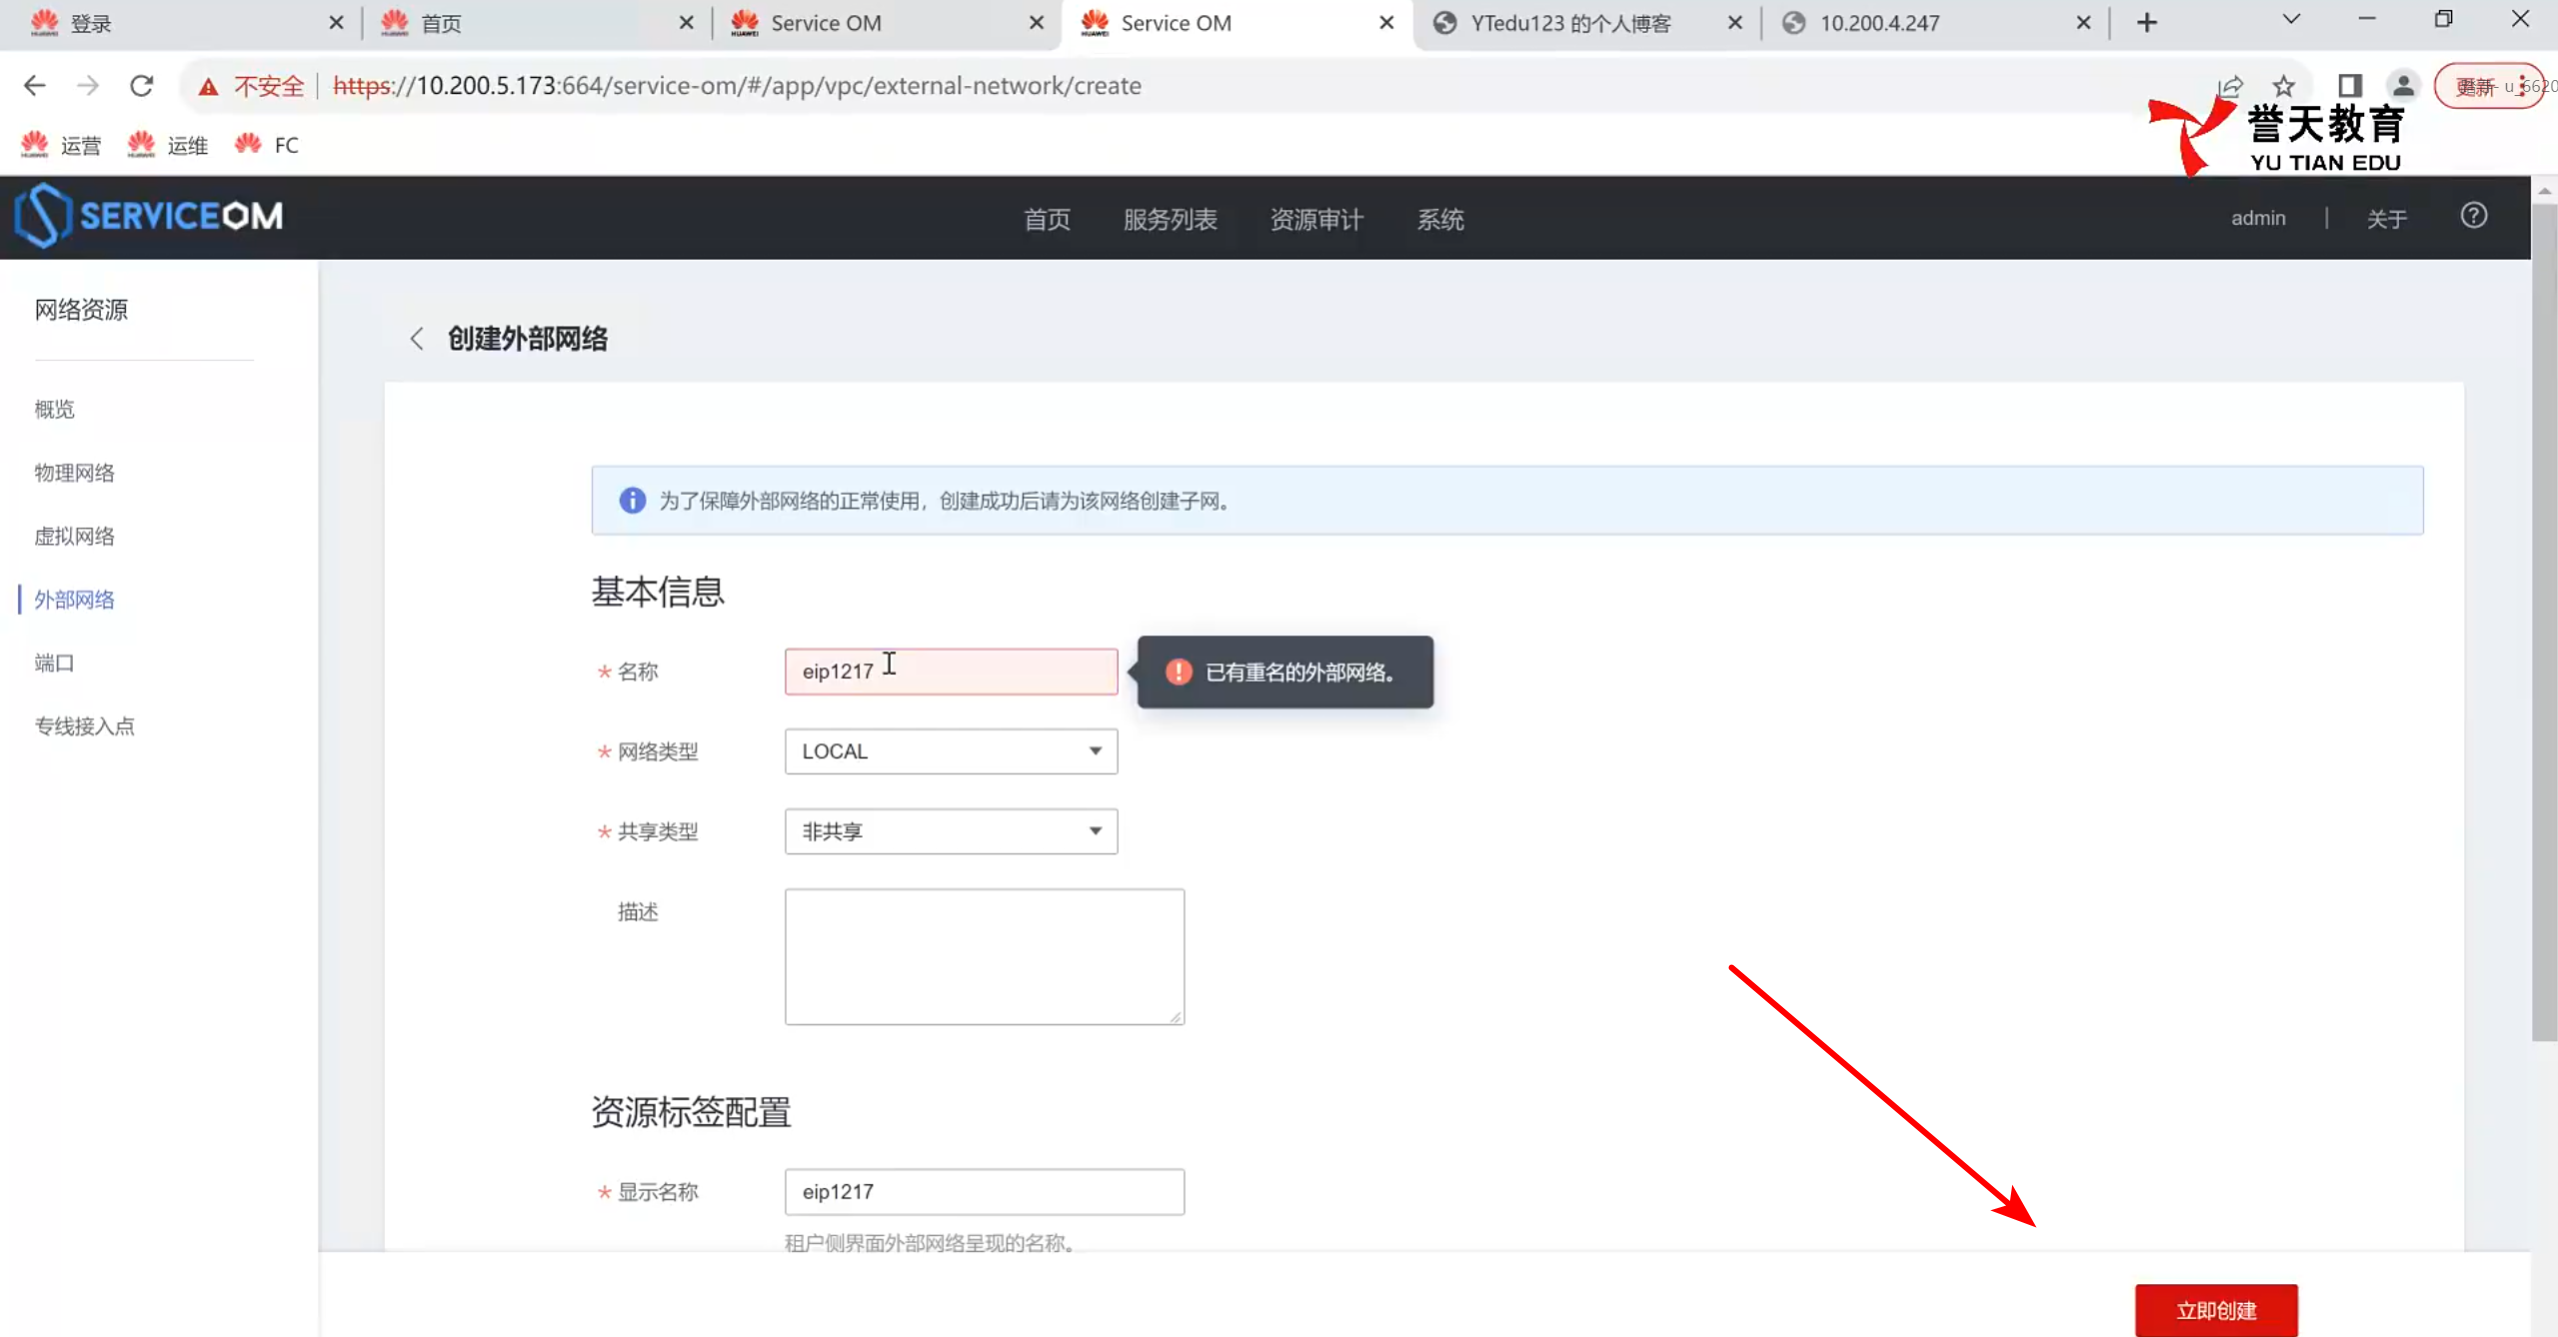 登录
首页
Service OM
Service OM
YTedu123 的个人博客
10.200.4.247
不安全
https://10.200.5.173:664/service-om/#/app/vpc/external-network/create
更新
u_6620
运营
运维
FC
誉天教育
YU TIAN EDU
SERVICEOM
首页
服务列表
资源审计
系统
admin
关于
网络资源
概览
物理网络
虚拟网络
外部网络
端口
专线接入点
创建外部网络
为了保障外部网络的正常使用，创建成功后请为该网络创建子网。
基本信息
* 名称
eip1217
已有重名的外部网络。
* 网络类型
LOCAL
* 共享类型
非共享
描述
资源标签配置
* 显示名称
eip1217
租户侧界面外部网络呈现的名称。
立即创建